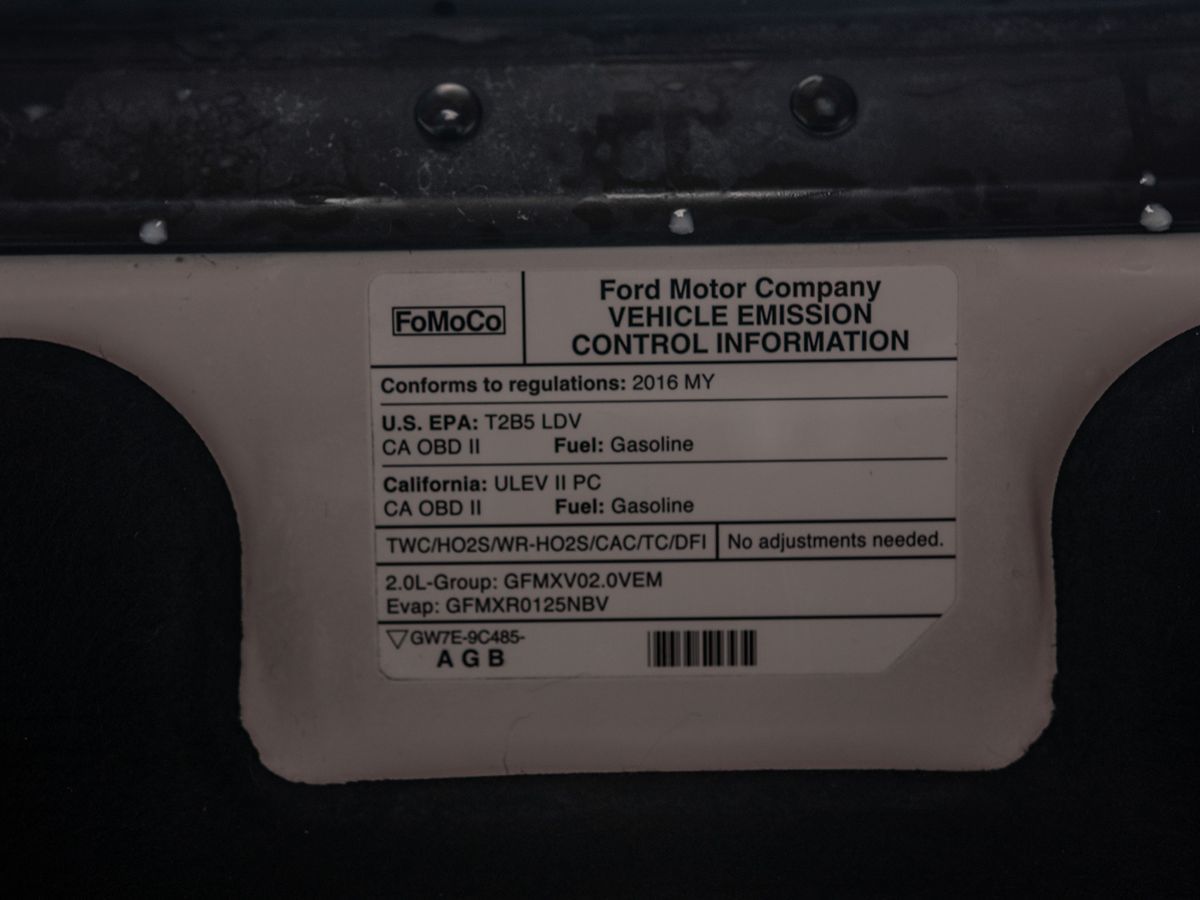 FoMoCo
Ford Motor Company
VEHICLE EMISSION
CONTROL INFORMATION
Conforms to regulations: 2016 MY
U.S. EPA: T2B5 LDV
CA OBD II Fuel: Gasoline
California: ULEV II PC
CA OBD II Fuel: Gasoline
TWC/HO2S/WR-HO2S/CAC/TC/DFI No adjustments needed.
2.0L-Group: GFMXV02.0VEM
Evap: GFMXR0125NBV
▽GW7E-9C485-
A G B